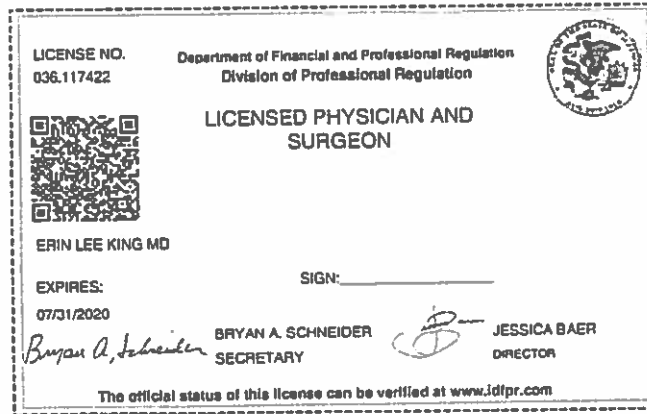 LICENSE NO.
036.117422
Department of Financial and Professional Regulation
Division of Professional Regulation
LICENSED PHYSICIAN AND
SURGEON
ERIN LEE KING MD
EXPIRES:
07/31/2020
SIGN:
Bryan A. Schneider
BRYAN A. SCHNEIDER
SECRETARY
JESSICA BAER
DIRECTOR
The official status of this license can be verified at www.idfpr.com